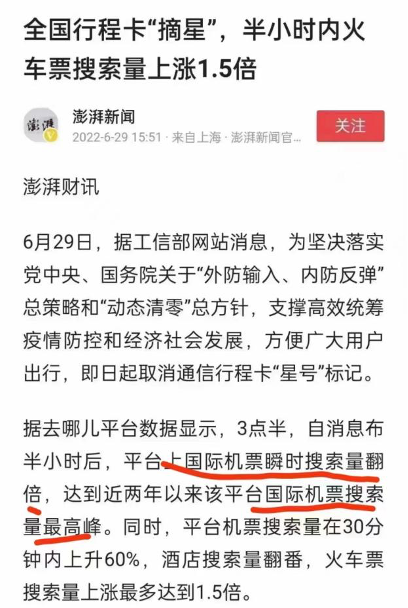 全国行程卡“摘星”，半小时内火
车票搜索量上涨1.5倍
澎湃
澎湃新闻
2022-6-29 15:51 · 来自上海 · 澎湃新闻官...
关注
澎湃财讯
6月29日，据工信部网站消息，为坚决落实
党中央、国务院关于“外防输入、内防反弹”
总策略和“动态清零”总方针，支撑高效统筹
疫情防控和经济社会发展，方便广大用户
出行，即日起取消通信行程卡“星号”标记。
据去哪儿平台数据显示，3点半，自消息布
半小时后，平台上国际机票瞬时搜索量翻
倍，达到近两年以来该平台国际机票搜索
量最高峰。同时，平台机票搜索量在30分
钟内上升60%，酒店搜索量翻番，火车票
搜索量上涨最多达到1.5倍。